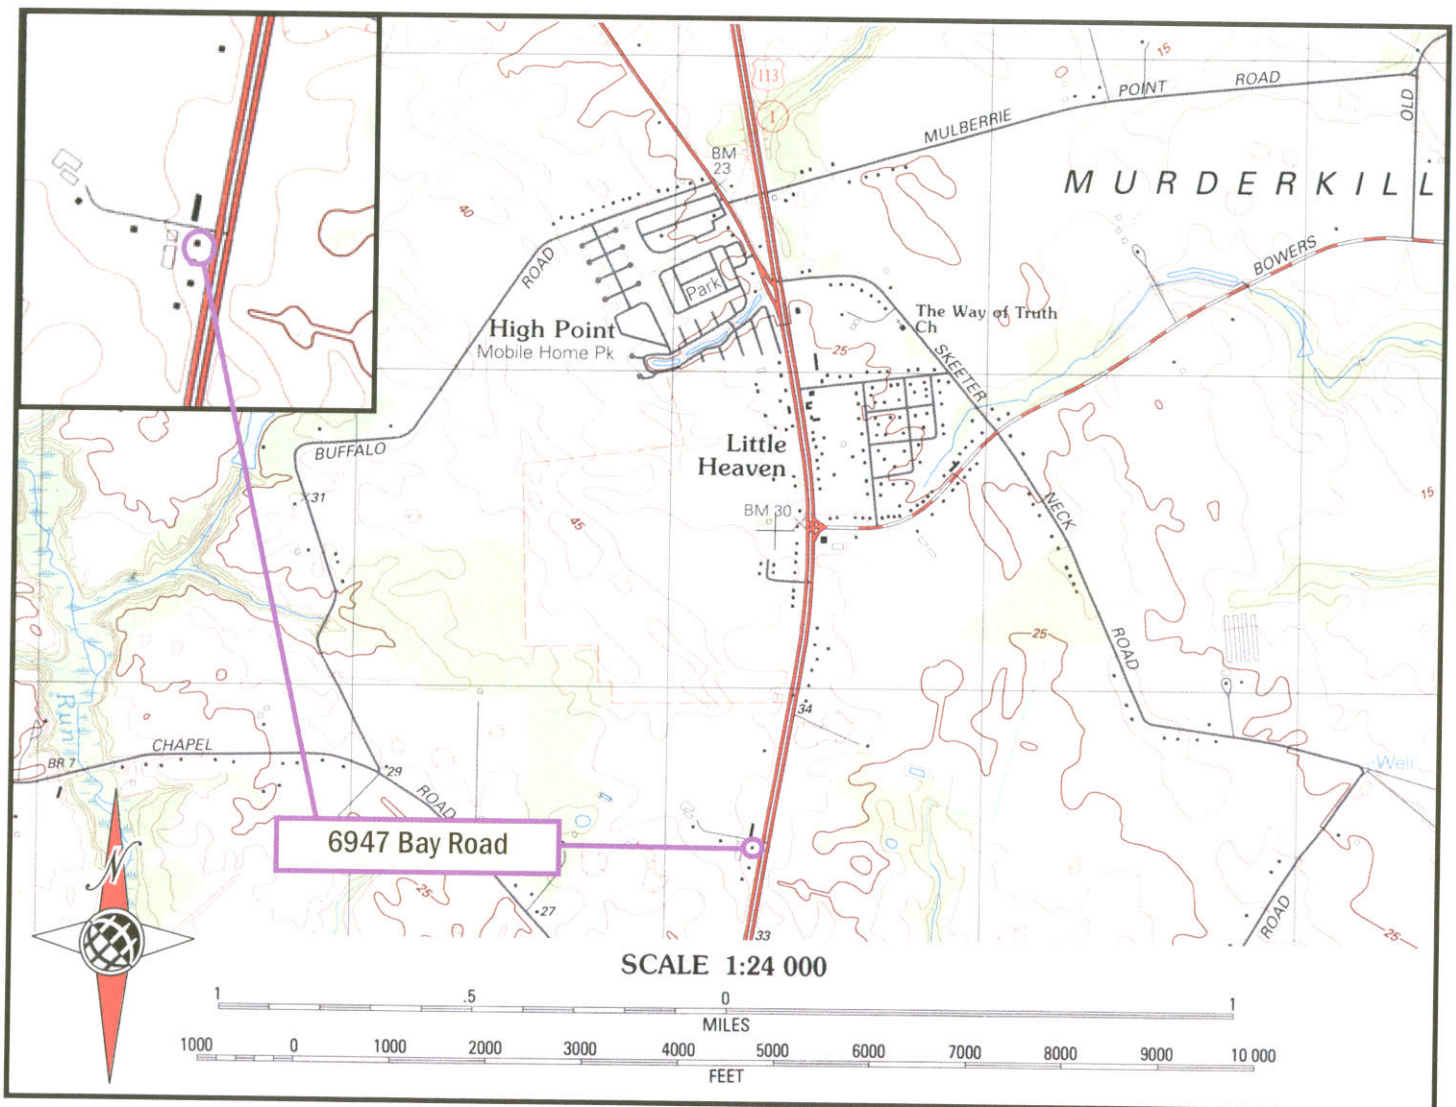 113
1
15
POINT
ROAD
OLD
MULBERRIE
BM
23
MURDERKILL
40
ROAD
BOWERS
Park
The Way of Truth
Ch
High Point
Mobile Home Pk
25
SKEETER
Little
Heaven
BUFFALO
31
45
BM 30
NECK
15
25
ROAD
Run
34
CHAPEL
BR 7
29
ROAD
Well
6947 Bay Road
25
27
33
ROAD
25
N
SCALE 1:24 000
1 .5 0 1
MILES
1000 0 1000 2000 3000 4000 5000 6000 7000 8000 9000 10 000
FEET